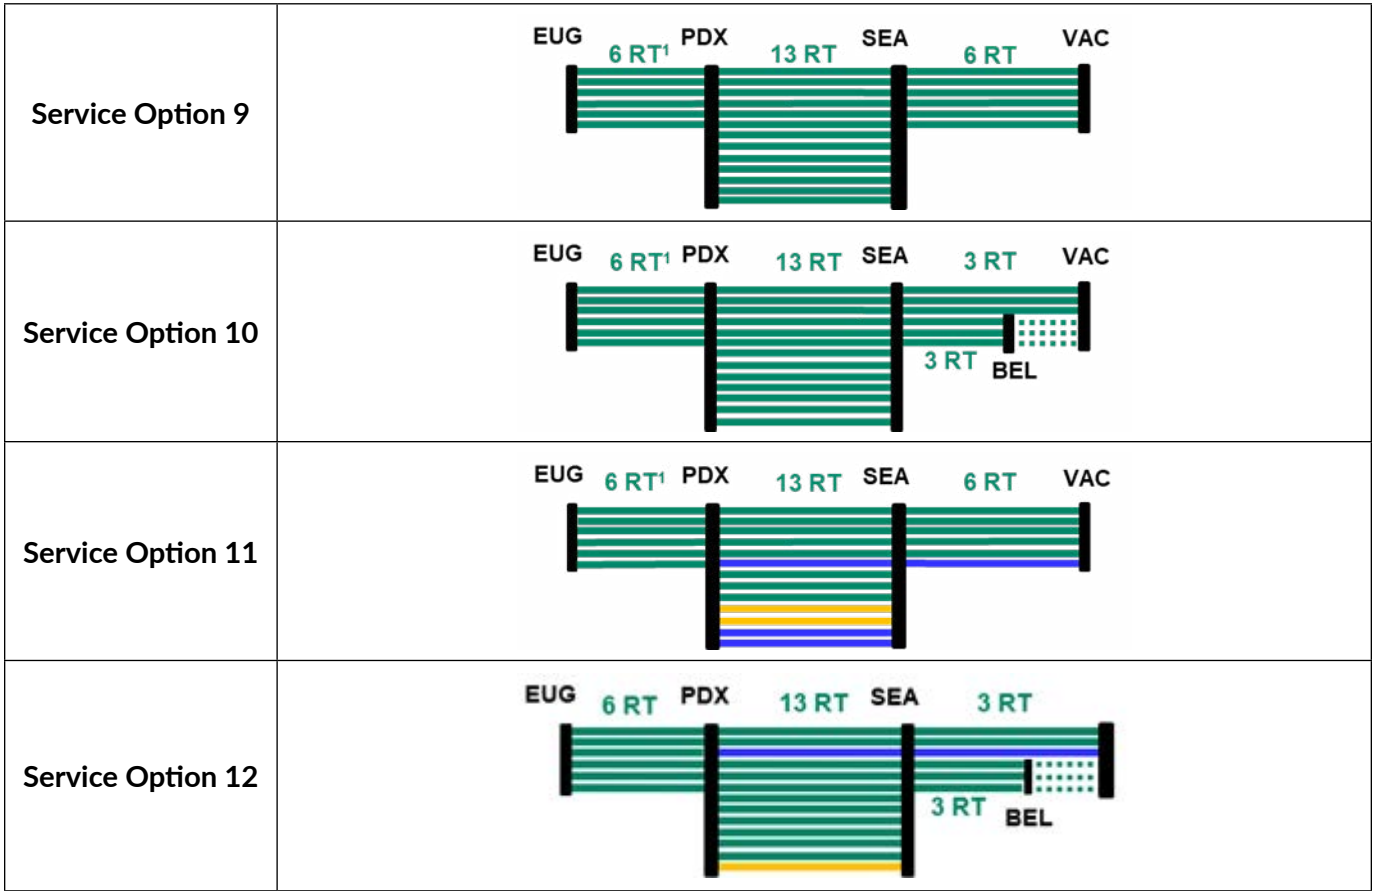 EUG PDX SEA VAC
6 RT¹ 13 RT 6 RT
Service Option 9
EUG PDX SEA VAC
6 RT¹ 13 RT 3 RT
Service Option 10
3 RT BEL
EUG PDX SEA VAC
6 RT¹ 13 RT 6 RT
Service Option 11
EUG PDX SEA
6 RT 13 RT 3 RT
Service Option 12
3 RT BEL